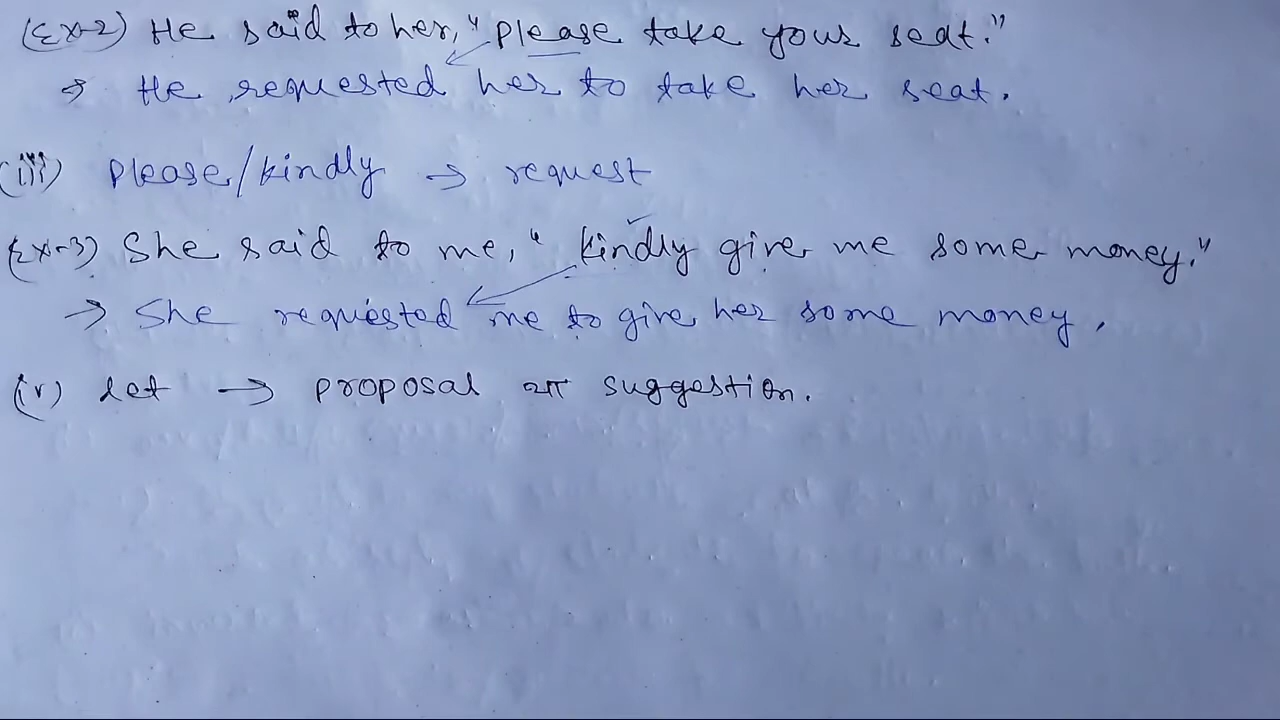 (Ex-2) He said to her, "please take your seat."
→ He requested her to take her seat.
(iii) Please/kindly → request
(Ex-3) She said to me, "kindly give me some money."
→ She requested me to give her some money.
(iv) Let → proposal या suggestion.